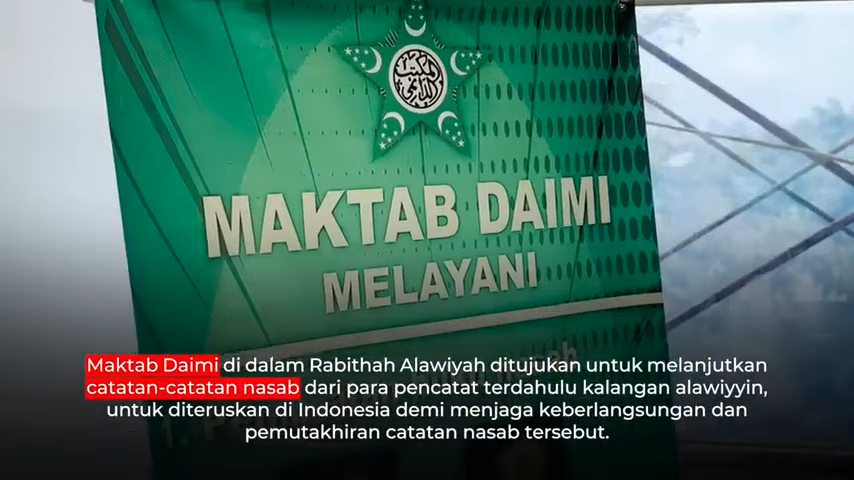 MAKTAB DAIMI
MELAYANI
Maktab Daimi di dalam Rabithah Alawiyah ditujukan untuk melanjutkan
catatan-catatan nasab dari para pencatat terdahulu kalangan alawiyyin,
untuk diteruskan di Indonesia demi menjaga keberlangsungan dan
pemutakhiran catatan nasab tersebut.